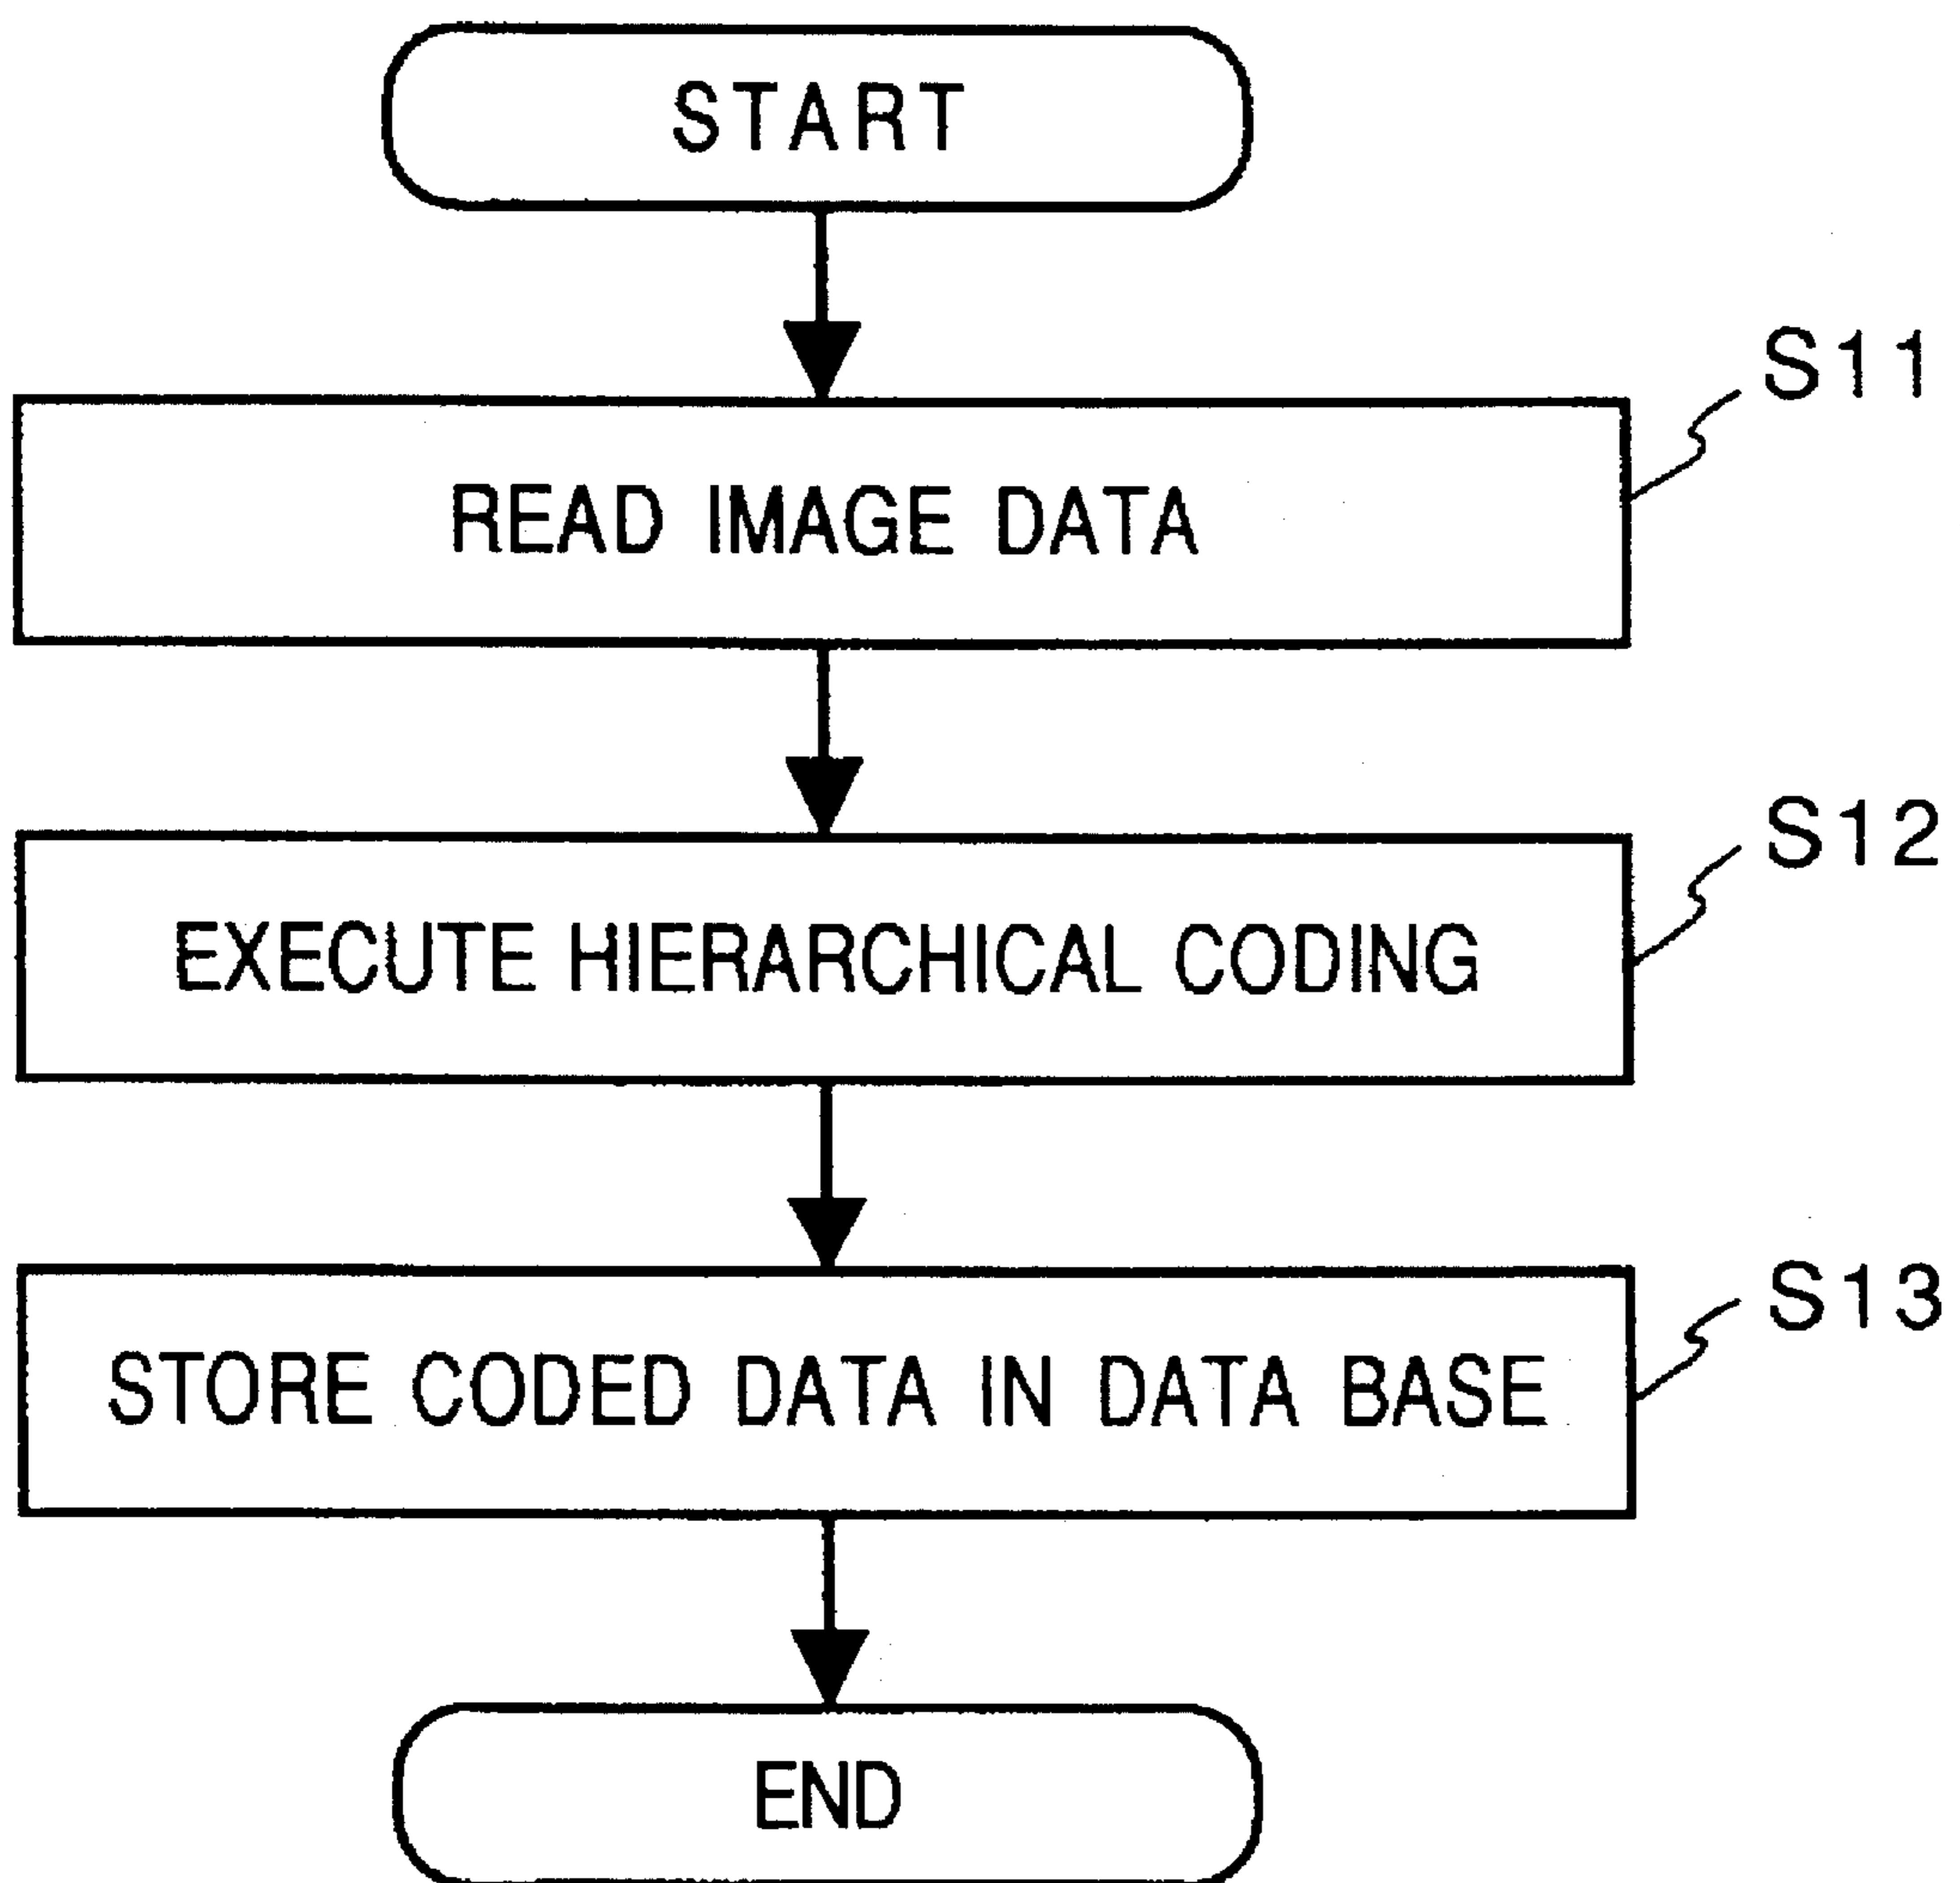 START
S11
READ IMAGE DATA
S12
EXECUTE HIERARCHICAL CODING
S13
STORE CODED DATA IN DATA BASE
END